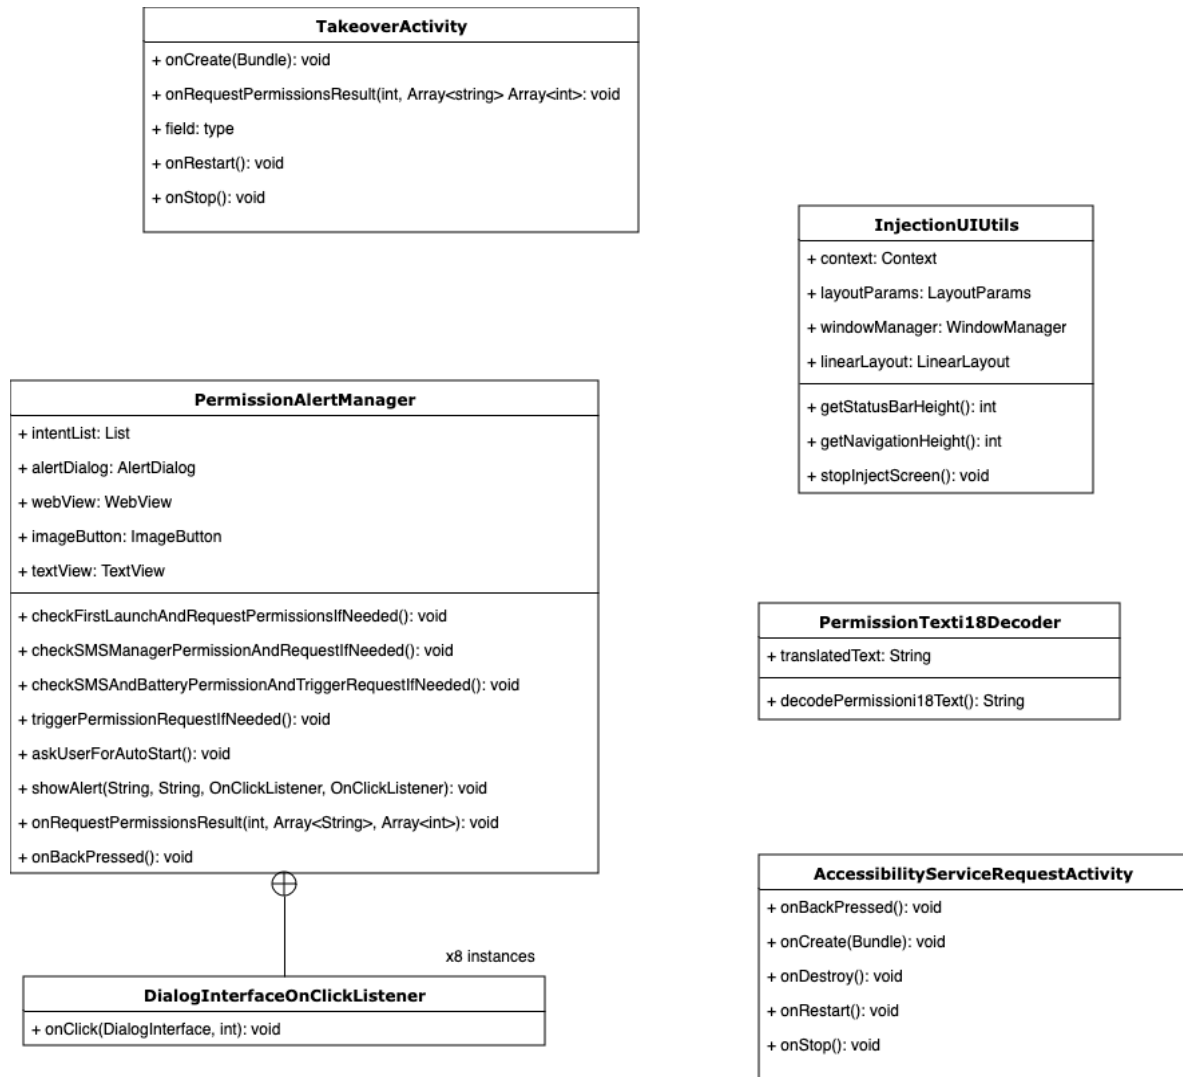 TakeoverActivity
+ onCreate(Bundle): void
+ onRequestPermissionsResult(int, Array<string> Array<int>: void
+ field: type
+ onRestart(): void
+ onStop(): void
InjectionUIUtils
+ context: Context
+ layoutParams: LayoutParams
+ windowManager: WindowManager
+ linearLayout: LinearLayout
+ getStatusBarHeight(): int
+ getNavigationHeight(): int
+ stopInjectScreen(): void
PermissionAlertManager
+ intentList: List
+ alertDialog: AlertDialog
+ webView: WebView
+ imageButton: ImageButton
+ textView: TextView
+ checkFirstLaunchAndRequestPermissionsIfNeeded(): void
+ checkSMSManagerPermissionAndRequestIfNeeded(): void
+ checkSMSAndBatteryPermissionAndTriggerRequestIfNeeded(): void
+ triggerPermissionRequestIfNeeded(): void
+ askUserForAutoStart(): void
+ showAlert(String, String, OnClickListener, OnClickListener): void
+ onRequestPermissionsResult(int, Array<String>, Array<int>): void
+ onBackPressed(): void
PermissionTexti18Decoder
+ translatedText: String
+ decodePermissioni18Text(): String
x8 instances
DialogInterfaceOnClickListener
+ onClick(DialogInterface, int): void
AccessibilityServiceRequestActivity
+ onBackPressed(): void
+ onCreate(Bundle): void
+ onDestroy(): void
+ onRestart(): void
+ onStop(): void